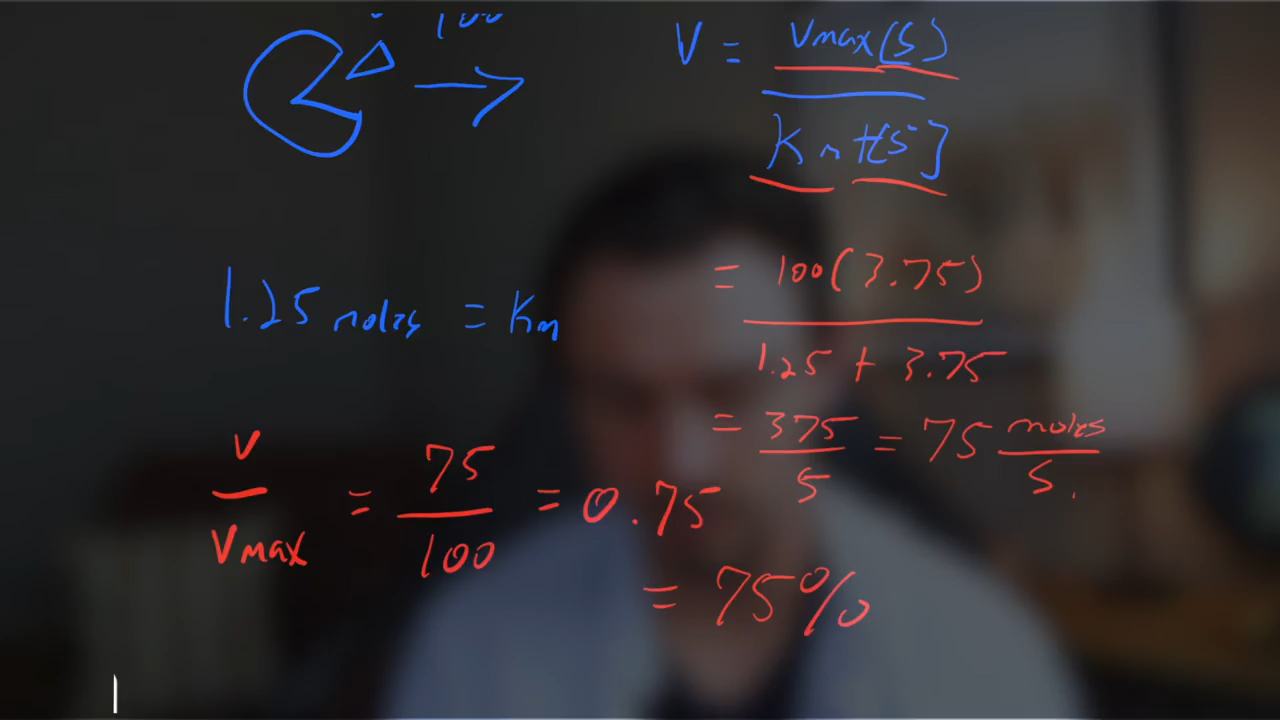 100
V = Vmax(S)
Km+[S]
= 100(3.75)
1.25 + 3.75
1.25 moles = Km
= 375 = 75 moles
5 S.
V = 75 = 0.75
Vmax 100
= 75%